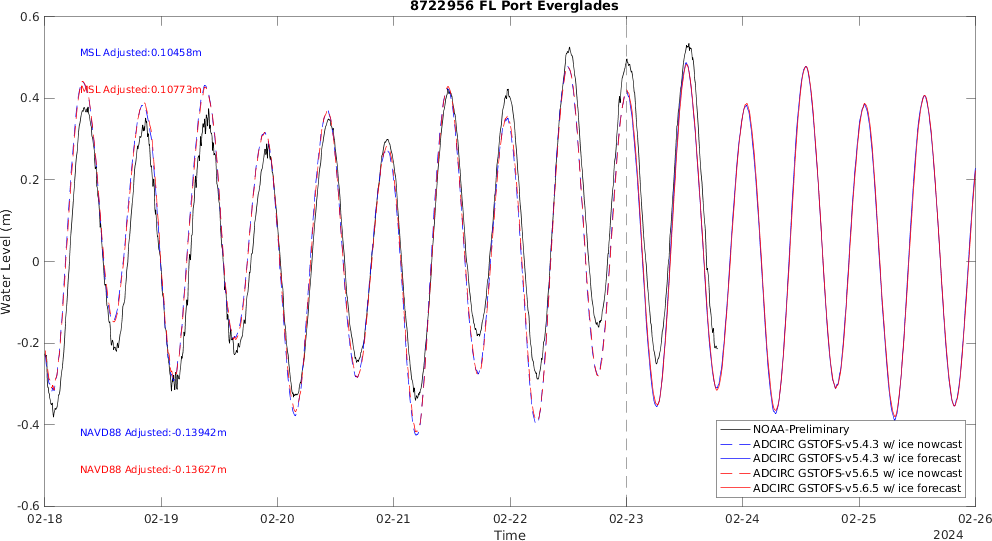 8722956 FL Port Everglades
0.6
0.4
0.2
0
-0.2
-0.4
-0.6
Water Level (m)
MSL Adjusted:0.10458m
MSL Adjusted:0.10773m
NAVD88 Adjusted:-0.13942m
NAVD88 Adjusted:-0.13627m
NOAA-Preliminary
ADCIRC GSTOFS-v5.4.3 w/ ice nowcast
ADCIRC GSTOFS-v5.4.3 w/ ice forecast
ADCIRC GSTOFS-v5.6.5 w/ ice nowcast
ADCIRC GSTOFS-v5.6.5 w/ ice forecast
02-18 02-19 02-20 02-21 02-22 02-23 02-24 02-25 02-26
Time
2024